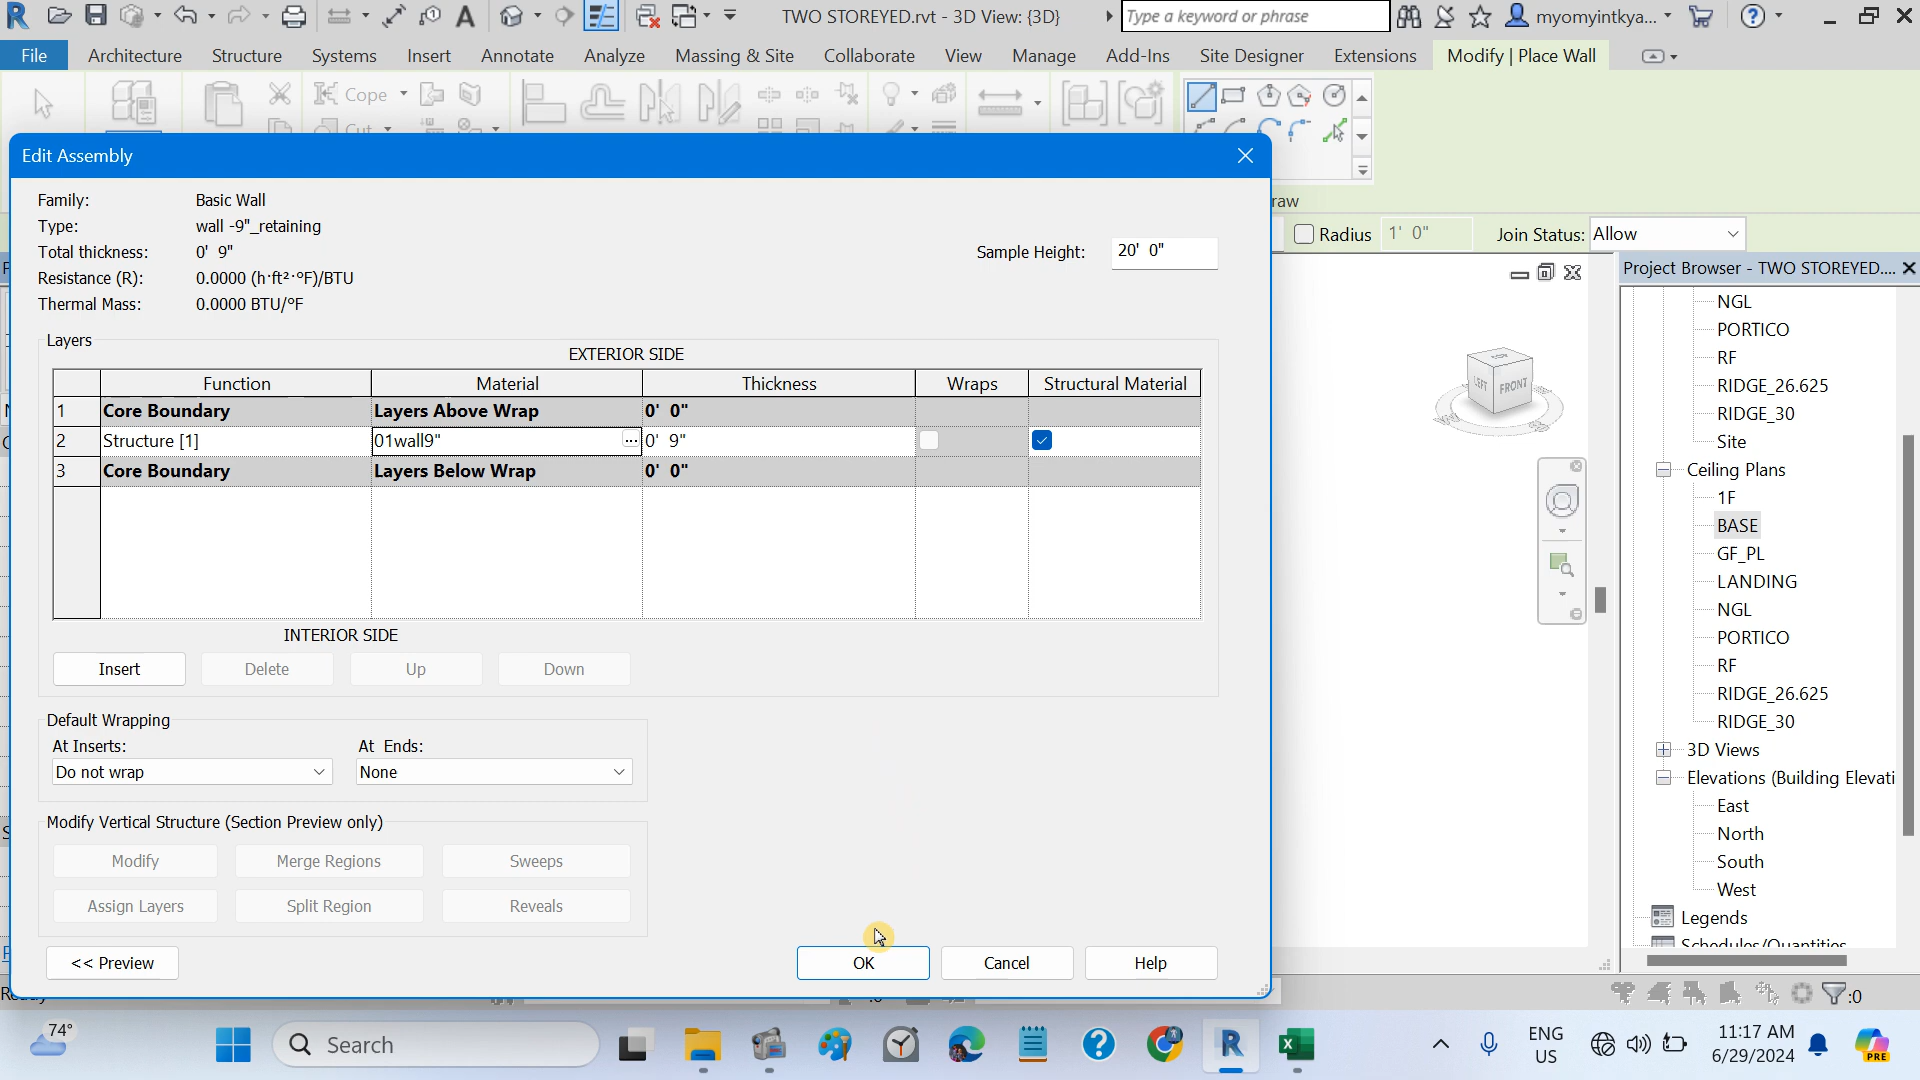 TWO STOREYED.rvt - 3D View: {3D}
Type a keyword or phrase
myomyintkya...
File Architecture Structure Systems Insert Annotate Analyze Massing & Site Collaborate View Manage Add-Ins Site Designer Extensions Modify | Place Wall
Cope
Cut
Edit Assembly
Family: Basic Wall
Type: wall -9"_retaining
Total thickness: 0' 9"
Resistance (R): 0.0000 (h·ft²·°F)/BTU
Thermal Mass: 0.0000 BTU/°F
Sample Height: 20' 0"
Radius 1' 0" Join Status: Allow
Layers
EXTERIOR SIDE
Function Material Thickness Wraps Structural Material
1 Core Boundary Layers Above Wrap 0' 0"
2 Structure [1] 01wall9" ... 0' 9"
3 Core Boundary Layers Below Wrap 0' 0"
INTERIOR SIDE
Insert Delete Up Down
Default Wrapping
At Inserts: At Ends:
Do not wrap None
Modify Vertical Structure (Section Preview only)
Modify Merge Regions Sweeps
Assign Layers Split Region Reveals
<< Preview OK Cancel Help
TOP
LEFT FRONT
Project Browser - TWO STOREYED....
NGL
PORTICO
RF
RIDGE_26.625
RIDGE_30
Site
Ceiling Plans
1F
BASE
GF_PL
LANDING
NGL
PORTICO
RF
RIDGE_26.625
RIDGE_30
3D Views
Elevations (Building Elevati
East
North
South
West
Legends
Schedules/Quantities
:0
74°
Search
ENG
US
11:17 AM
6/29/2024
PRE